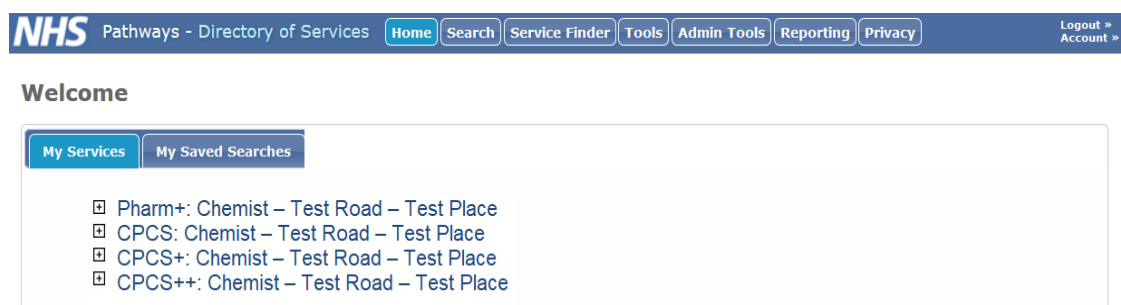 NHS Pathways - Directory of Services Home Search Service Finder Tools Admin Tools Reporting Privacy Logout »
Account »
Welcome
My Services My Saved Searches
Pharm+: Chemist – Test Road – Test Place
CPCS: Chemist – Test Road – Test Place
CPCS+: Chemist – Test Road – Test Place
CPCS++: Chemist – Test Road – Test Place